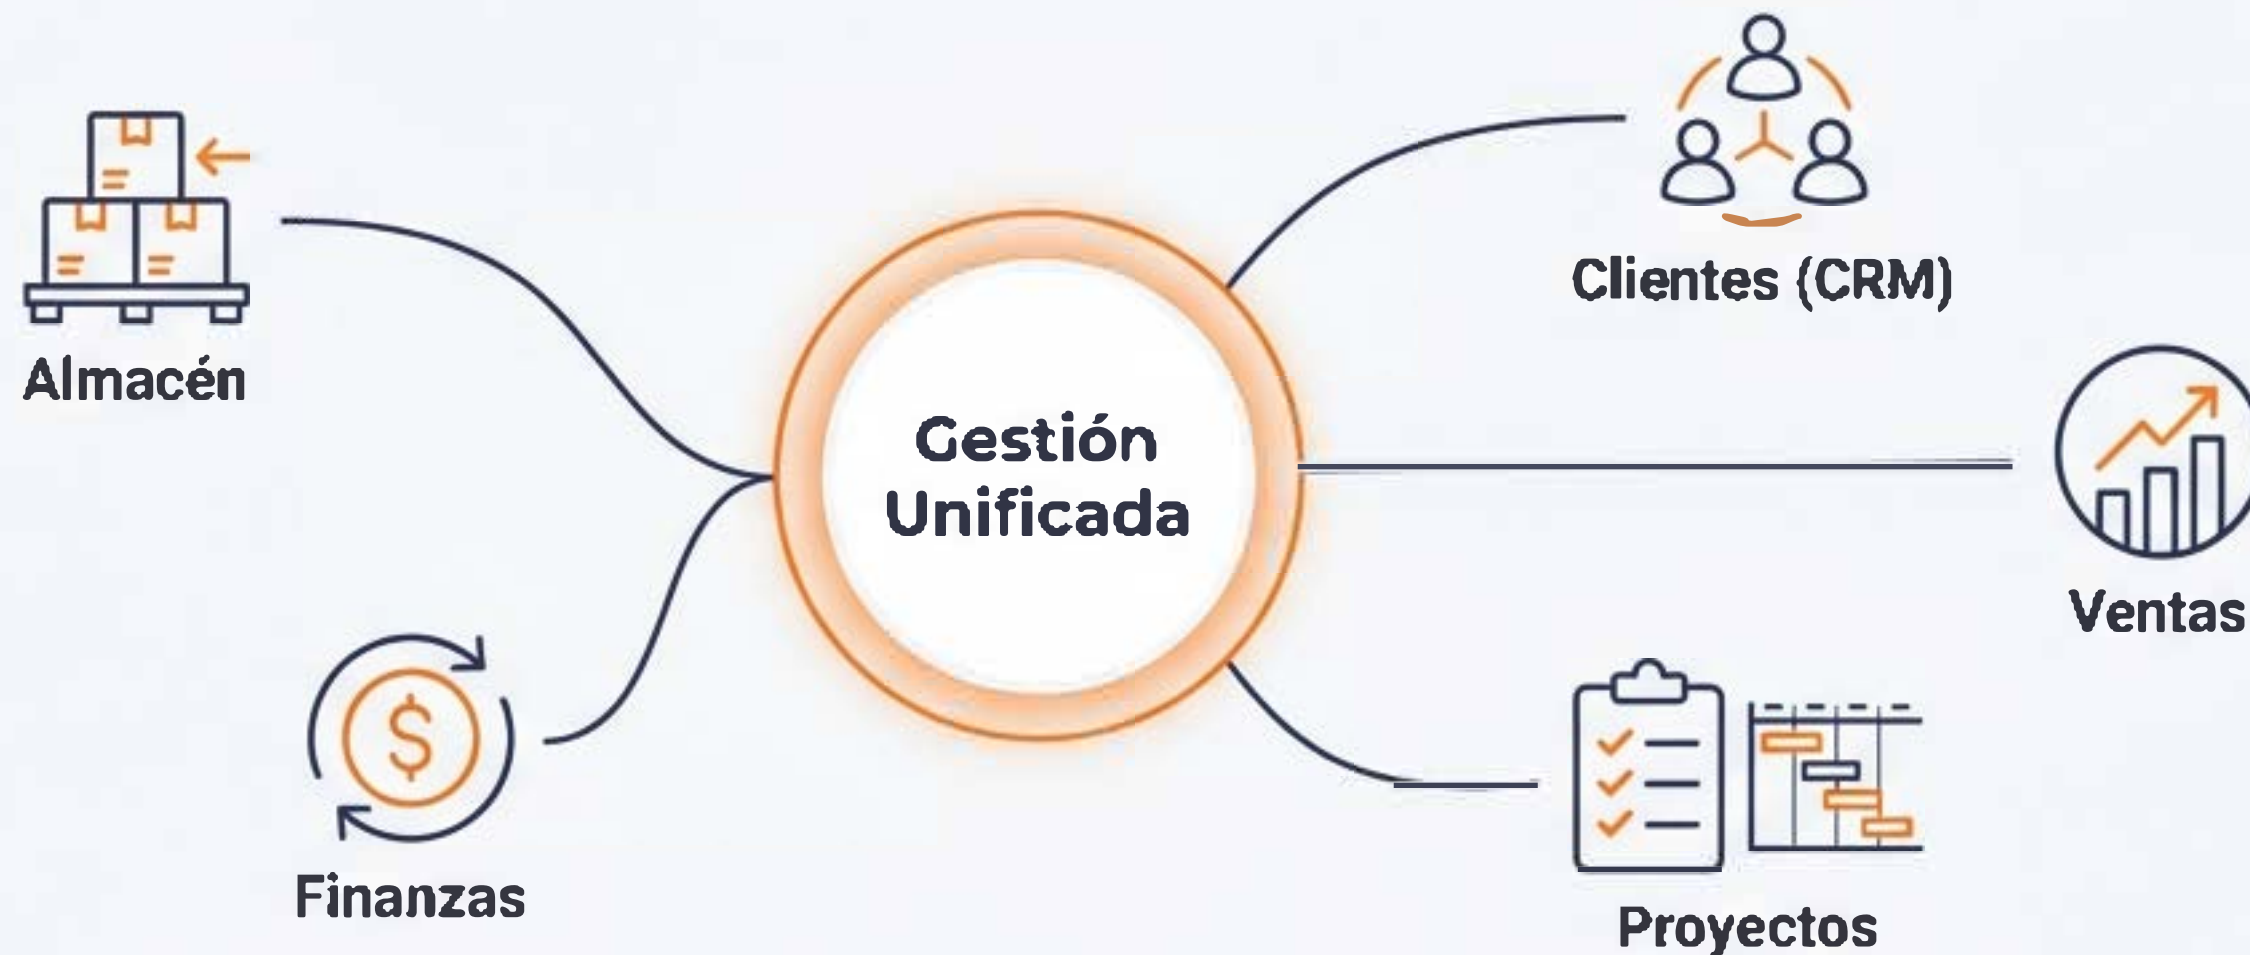 Clientes (CRM)
Almacén
Gestión
Unificada
Ventas
Finanzas
Proyectos